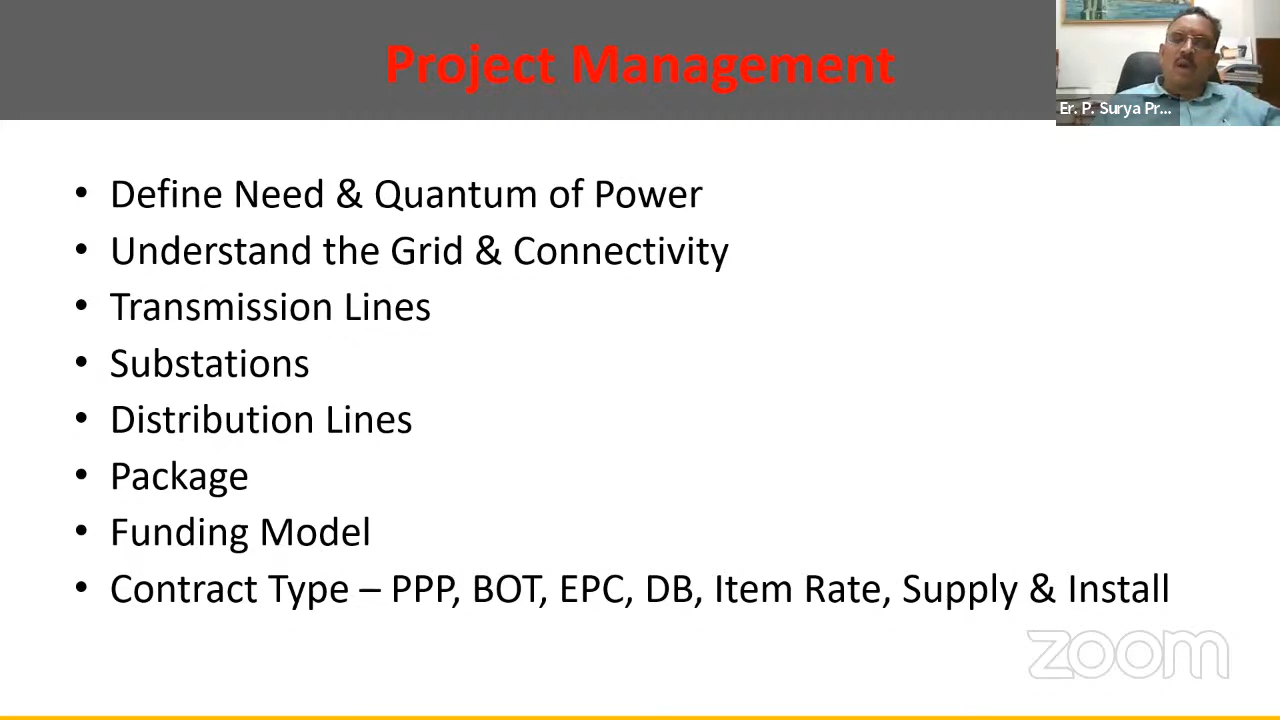 Project Management
Er. P. Surya Pr...
• Define Need & Quantum of Power
• Understand the Grid & Connectivity
• Transmission Lines
• Substations
• Distribution Lines
• Package
• Funding Model
• Contract Type – PPP, BOT, EPC, DB, Item Rate, Supply & Install
zoom